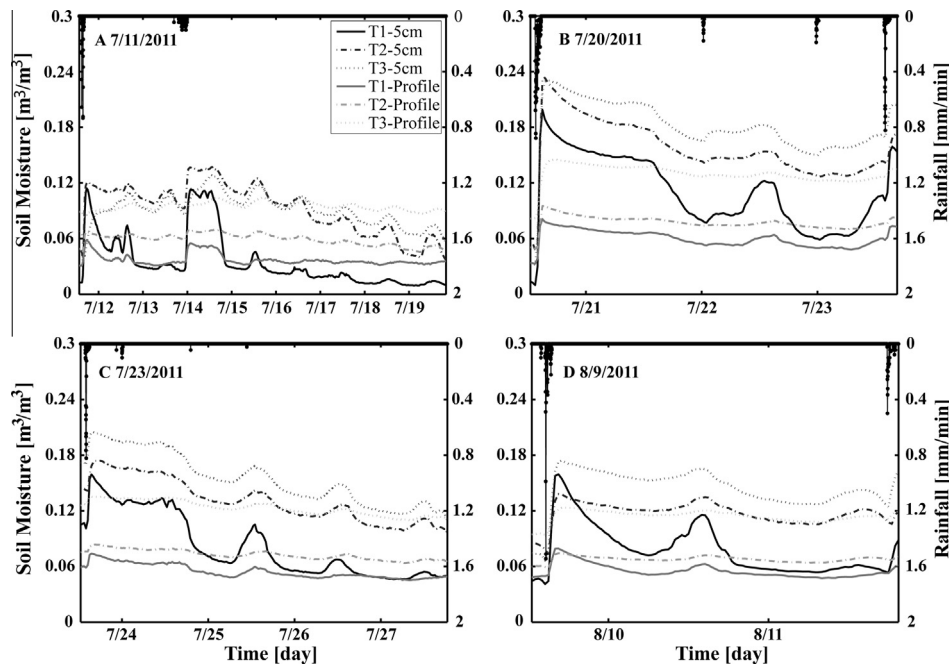 A 7/11/2011
T1-5cm
T2-5cm
T3-5cm
T1-Profile
T2-Profile
T3-Profile
Soil Moisture [m³/m³]
0.3
0.24
0.18
0.12
0.06
0
0
0.4
0.8
1.2
1.6
2
7/12 7/13 7/14 7/15 7/16 7/17 7/18 7/19
B 7/20/2011
0.3
0.24
0.18
0.12
0.06
0
0
0.4
0.8
1.2
1.6
2
Rainfall [mm/min]
7/21 7/22 7/23
C 7/23/2011
Soil Moisture [m³/m³]
0.3
0.24
0.18
0.12
0.06
0
0
0.4
0.8
1.2
1.6
2
7/24 7/25 7/26 7/27
Time [day]
D 8/9/2011
0.3
0.24
0.18
0.12
0.06
0
0
0.4
0.8
1.2
1.6
2
Rainfall [mm/min]
8/10 8/11
Time [day]